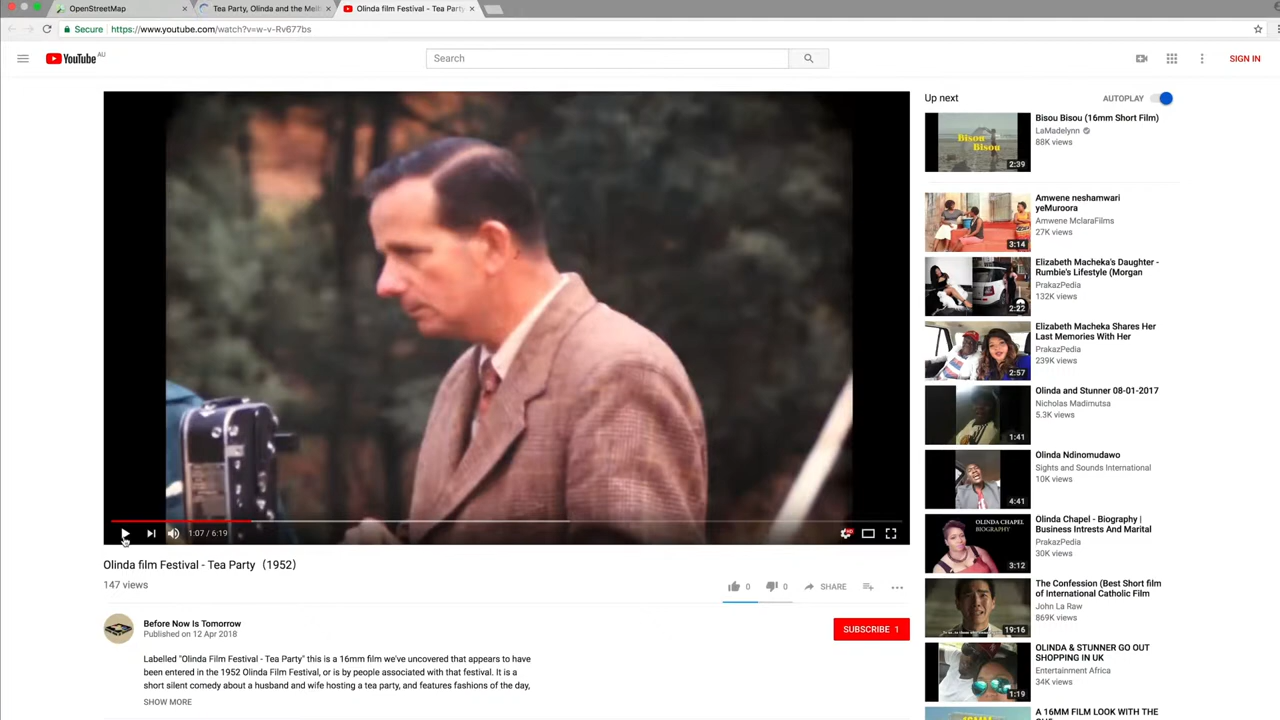 OpenStreetMap
Tea Party, Olinda and the Melb
Olinda film Festival - Tea Party
Secure
https://www.youtube.com/watch?v=w-v-Rv677bs
YouTube AU
Search
SIGN IN
1:07 / 6:19
HD
Olinda film Festival - Tea Party (1952)
147 views
0
0
SHARE
Before Now Is Tomorrow
Published on 12 Apr 2018
SUBSCRIBE 1
Labelled "Olinda Film Festival - Tea Party" this is a 16mm film we've uncovered that appears to have
been entered in the 1952 Olinda Film Festival, or is by people associated with that festival. It is a
short silent comedy about a husband and wife hosting a tea party, and features fashions of the day,
SHOW MORE
Up next
AUTOPLAY
Bisou
Bisou
2:39
Bisou Bisou (16mm Short Film)
LaMadelynn
88K views
3:14
Amwene neshamwari
yeMuroora
Amwene MclaraFilms
27K views
2:22
Elizabeth Macheka's Daughter -
Rumbie's Lifestyle (Morgan
PrakazPedia
132K views
2:57
Elizabeth Macheka Shares Her
Last Memories With Her
PrakazPedia
239K views
1:41
Olinda and Stunner 08-01-2017
Nicholas Madimutsa
5.3K views
4:41
Olinda Ndinomudawo
Sights and Sounds International
10K views
OLINDA CHAPEL
BIOGRAPHY
3:12
Olinda Chapel - Biography |
Business Intrests And Marital
PrakazPedia
30K views
19:16
The Confession (Best Short film
of International Catholic Film
John La Raw
869K views
1:19
OLINDA & STUNNER GO OUT
SHOPPING IN UK
Entertainment Africa
34K views
A 16MM FILM LOOK WITH THE